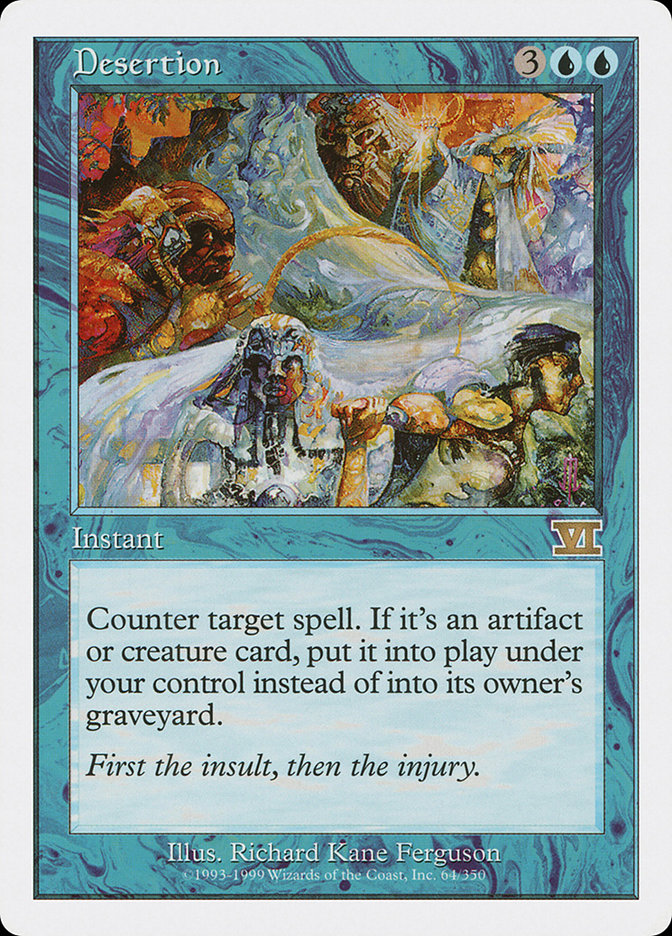 Desertion 3
Instant VI
Counter target spell. If it's an artifact
or creature card, put it into play under
your control instead of into its owner's
graveyard.
First the insult, then the injury.
Illus. Richard Kane Ferguson
©1993-1999 Wizards of the Coast, Inc. 64/350